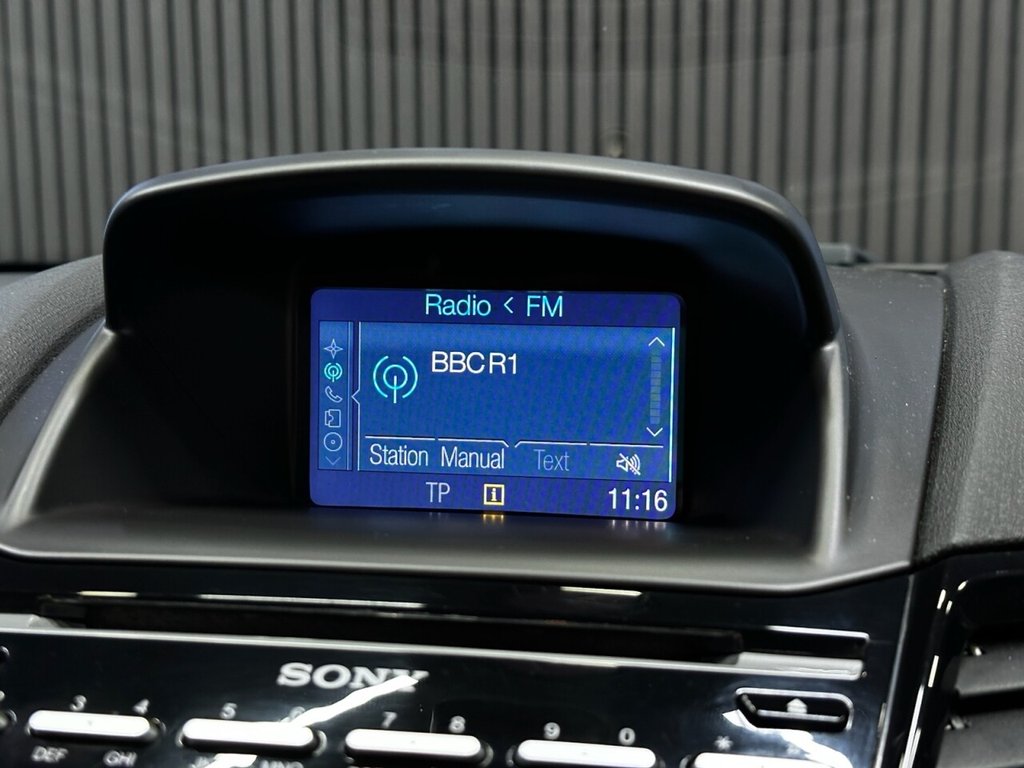 Radio < FM
BBC R1
Station Manual Text
TP i 11:16
SONY
3 4 5 6 7 8 9 0 *
DEF GHI